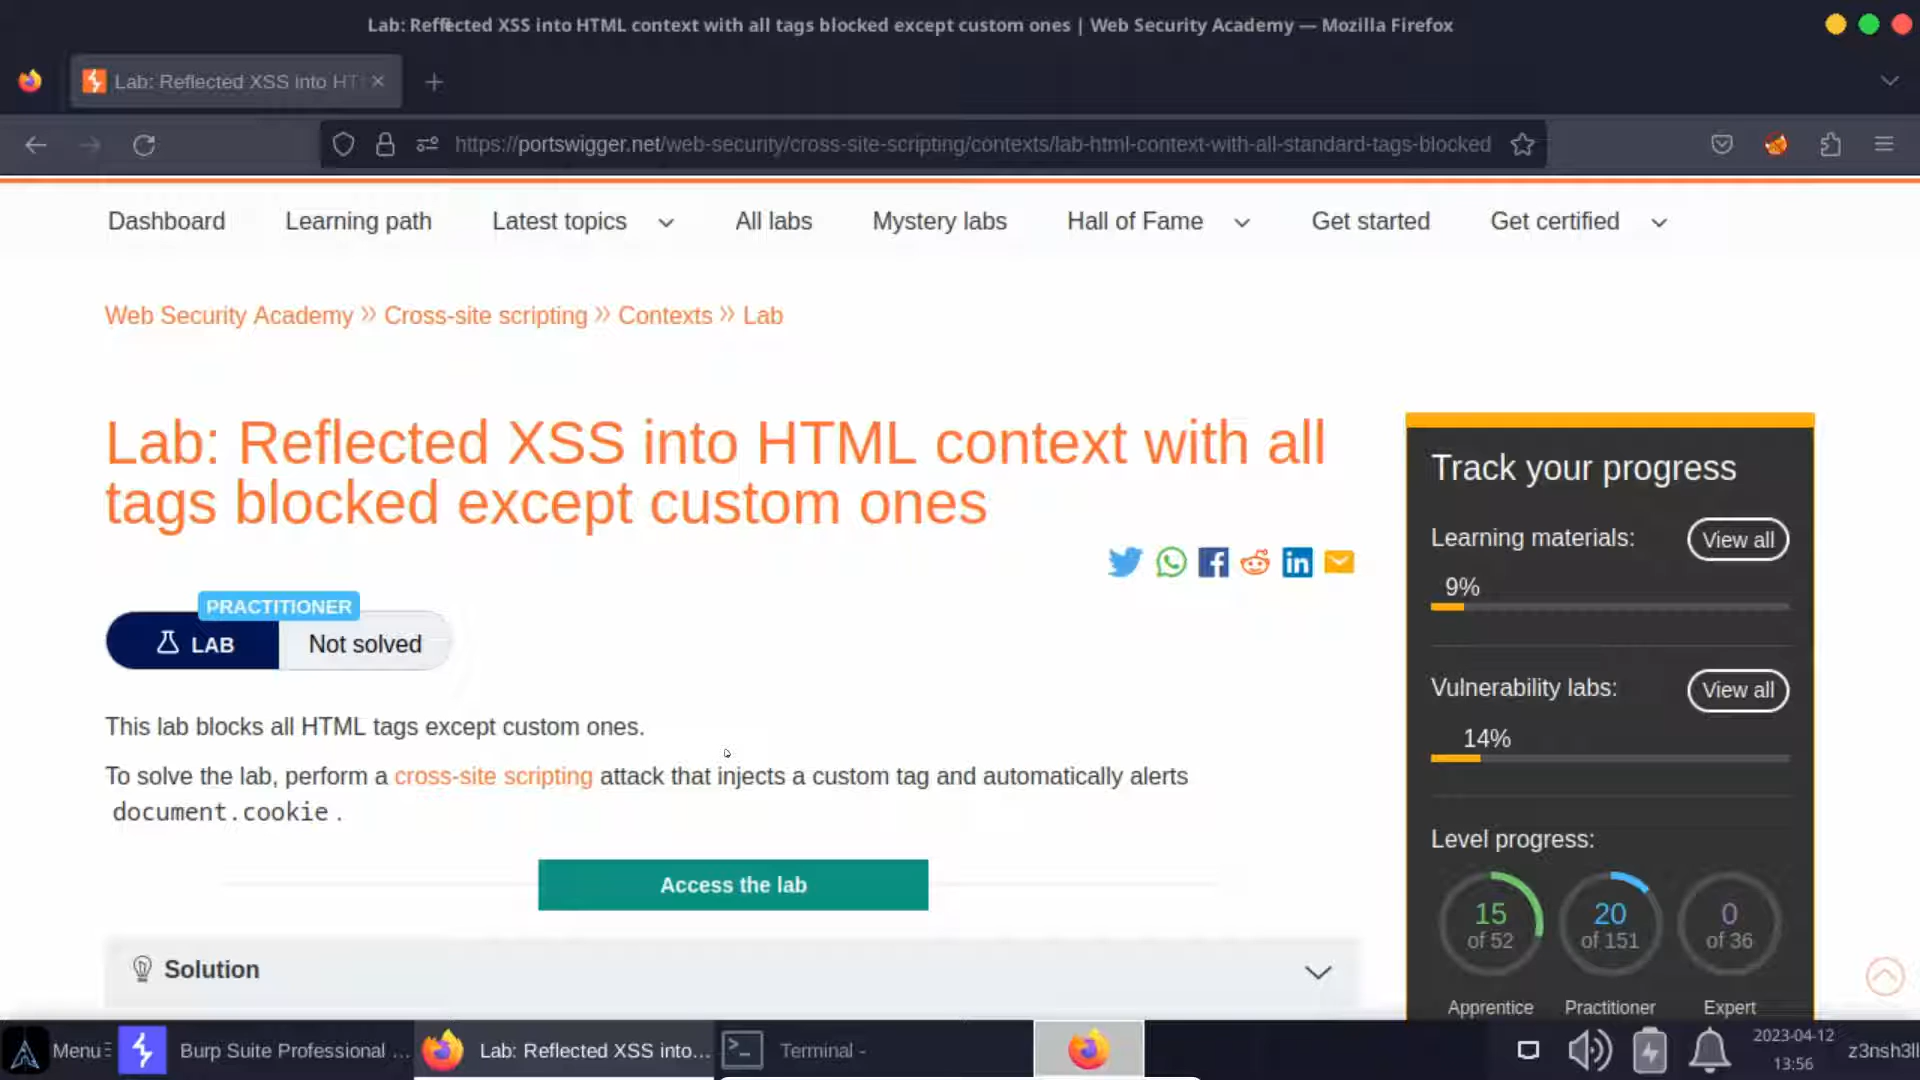 Lab: Reflected XSS into HTML context with all tags blocked except custom ones | Web Security Academy — Mozilla Firefox
Lab: Reflected XSS into HT
https://portswigger.net/web-security/cross-site-scripting/contexts/lab-html-context-with-all-standard-tags-blocked
Dashboard Learning path Latest topics All labs Mystery labs Hall of Fame Get started Get certified
Web Security Academy » Cross-site scripting » Contexts » Lab
Lab: Reflected XSS into HTML context with all
tags blocked except custom ones
PRACTITIONER
LAB Not solved
This lab blocks all HTML tags except custom ones.
To solve the lab, perform a cross-site scripting attack that injects a custom tag and automatically alerts
document.cookie .
Access the lab
Solution
Track your progress
Learning materials: View all
9%
Vulnerability labs: View all
14%
Level progress:
15 20 0
of 52 of 151 of 36
Apprentice Practitioner Expert
Menu Burp Suite Professional ... Lab: Reflected XSS into... Terminal - 2023-04-12 z3nsh3ll
13:56